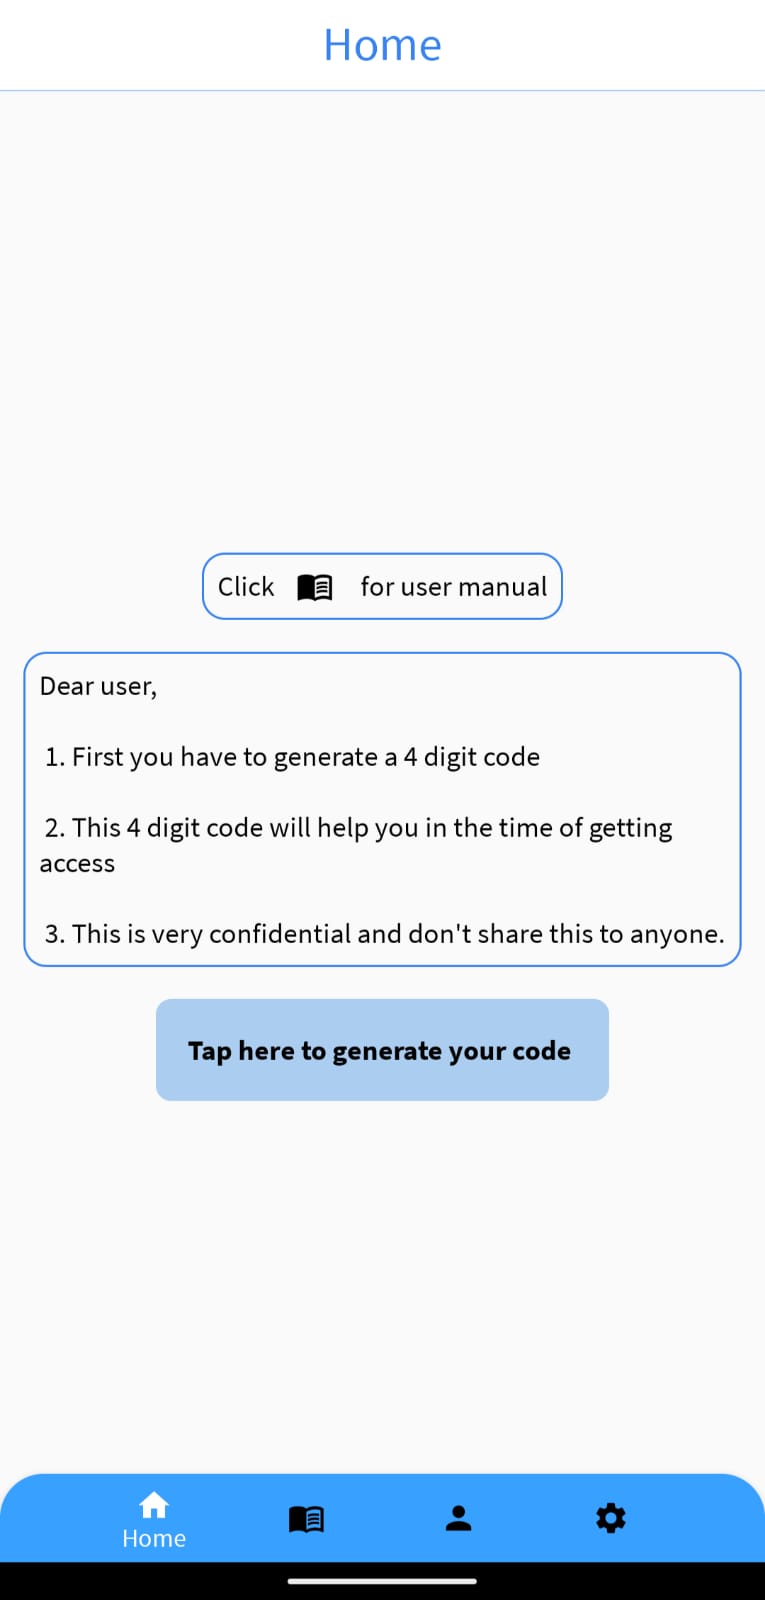 Home
Click for user manual
Dear user,
1. First you have to generate a 4 digit code
2. This 4 digit code will help you in the time of getting
access
3. This is very confidential and don't share this to anyone.
Tap here to generate your code
Home